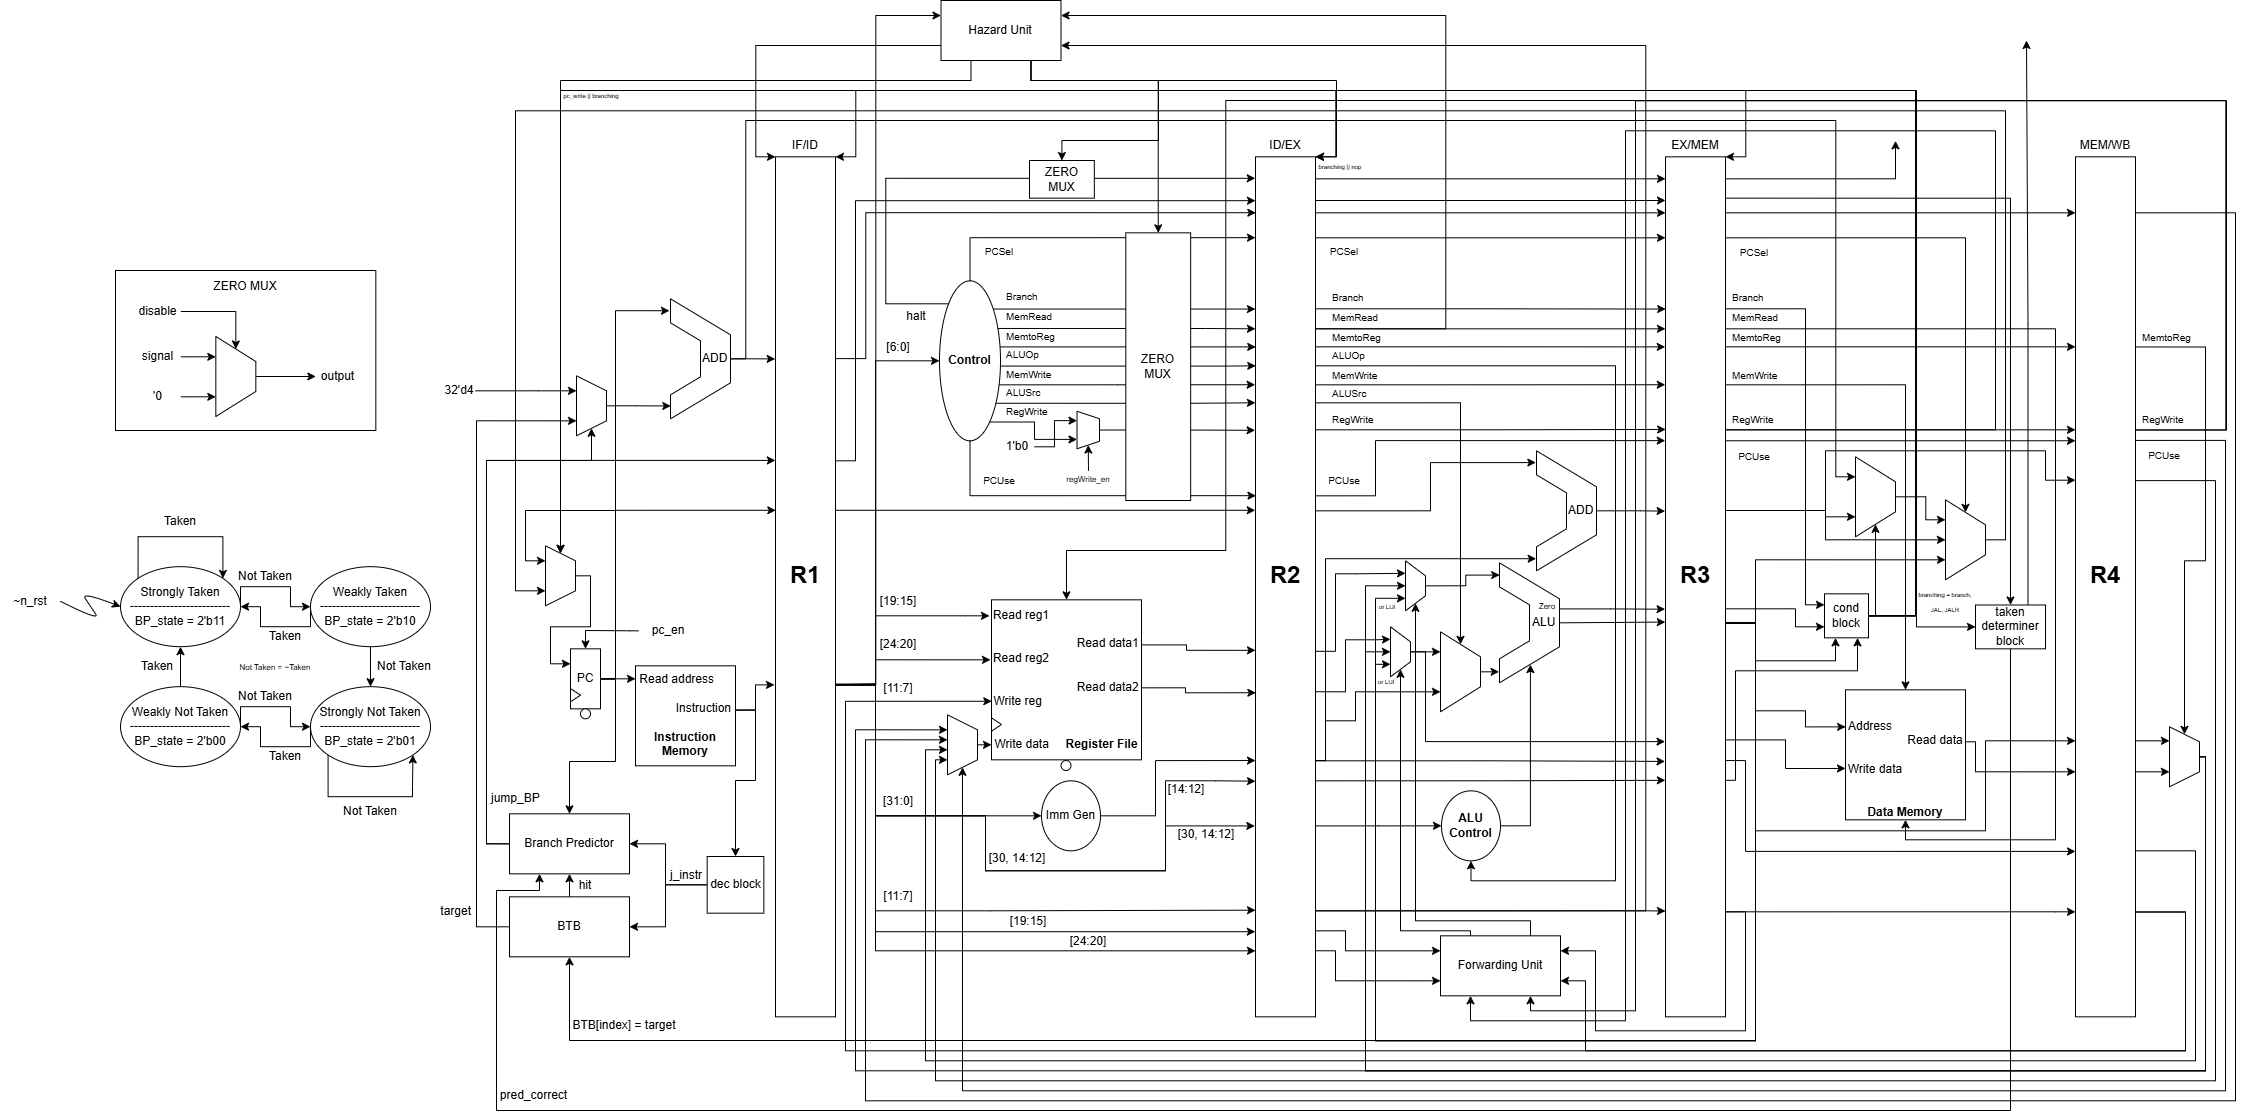 Hazard Unit
pc_write || branching
IF/ID
ID/EX
EX/MEM
MEM/WB
branching || nop
ZERO
MUX
ZERO MUX
disable
signal
'0
output
PCSel
PCSel
PCSel
halt
Branch
MemRead
MemtoReg
ALUOp
MemWrite
ALUSrc
RegWrite
PCUse
Control
[6:0]
1'b0
regWrite_en
ZERO
MUX
Branch
MemRead
MemtoReg
ALUOp
MemWrite
ALUSrc
RegWrite
PCUse
Branch
MemRead
MemtoReg
MemWrite
RegWrite
PCUse
MemtoReg
RegWrite
PCUse
ADD
32'd4
ADD
R1
R2
R3
R4
Taken
Not Taken
Strongly Taken
BP_state = 2'b11
Weakly Taken
BP_state = 2'b10
~n_rst
Taken
Taken
Not Taken = ~Taken
Not Taken
Not Taken
Weakly Not Taken
BP_state = 2'b00
Strongly Not Taken
BP_state = 2'b01
Taken
Not Taken
pc_en
PC
Read address
Instruction
Instruction
Memory
jump_BP
Branch Predictor
hit
j_instr
dec block
target
BTB
BTB[index] = target
pred_correct
[19:15]
[24:20]
[11:7]
Read reg1
Read reg2
Write reg
Write data
Read data1
Read data2
Register File
[31:0]
Imm Gen
[14:12]
[30, 14:12]
[30, 14:12]
[11:7]
[19:15]
[24:20]
or LUI
or LUI
Zero
ALU
ALU
Control
Forwarding Unit
cond
block
branching = branch,
JAL, JALR
taken
determiner
block
Address
Read data
Write data
Data Memory